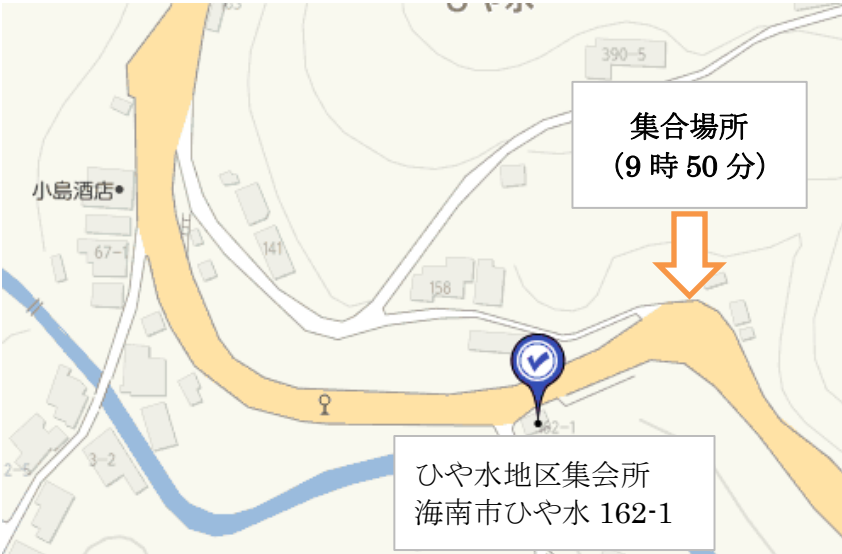 ひや水
390-5
集合場所
（9 時 50 分）
小島酒店
141
67-1
158
162-1
ひや水地区集会所
海南市ひや水 162-1
3-2
2-5